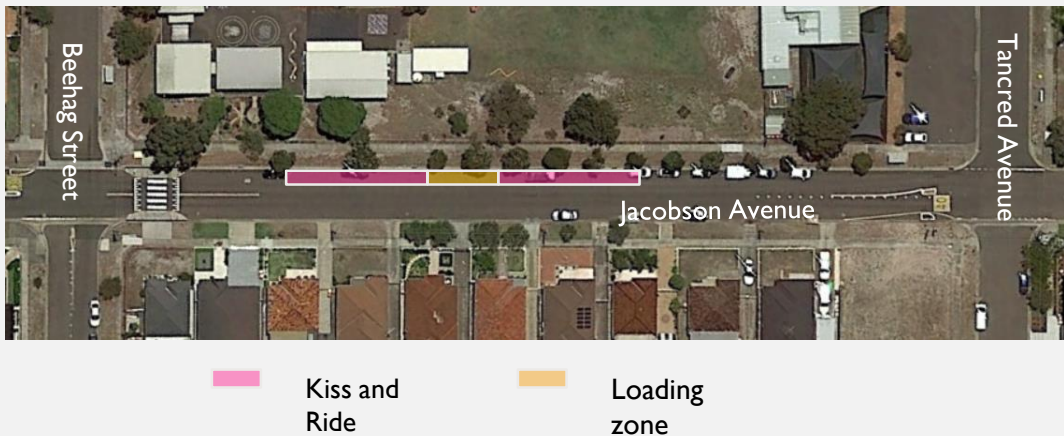 Beehag Street
Tancred Avenue
Jacobson Avenue
Kiss and
Ride
Loading
zone